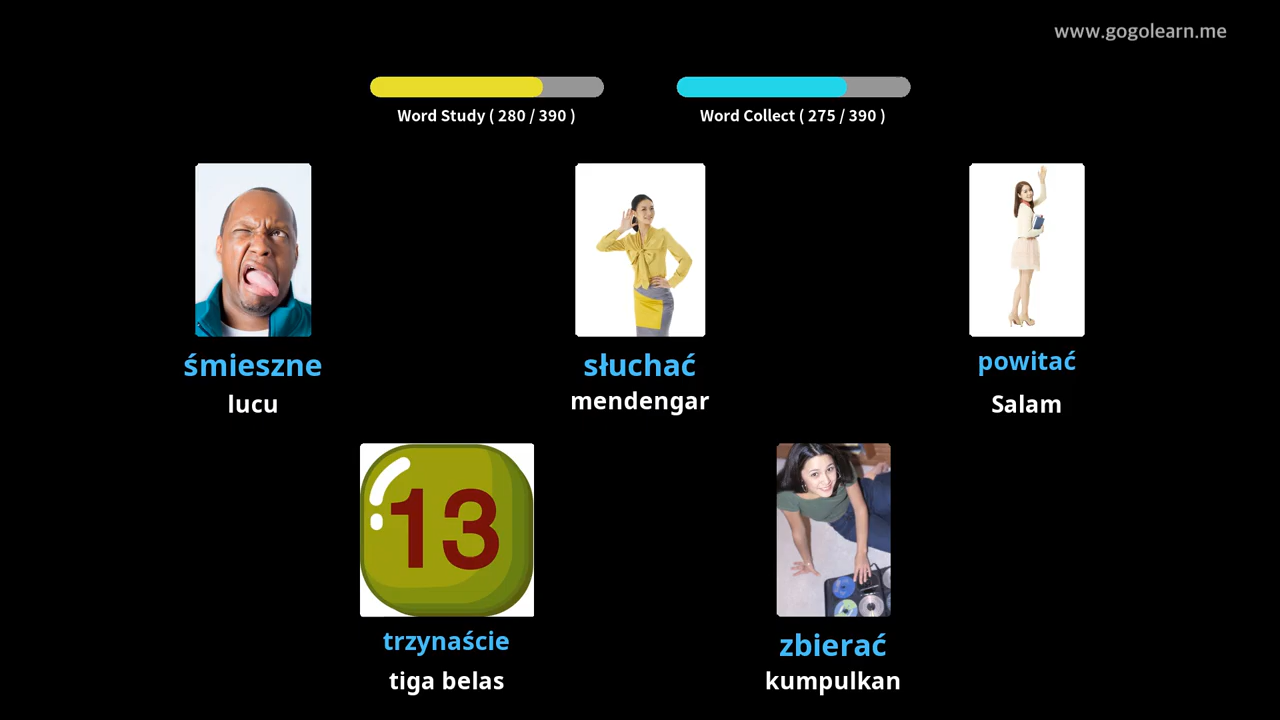 www.gogolearn.me
Word Study ( 280 / 390 )
Word Collect ( 275 / 390 )
śmieszne
lucu
słuchać
mendengar
powitać
Salam
13
trzynaście
tiga belas
zbierać
kumpulkan